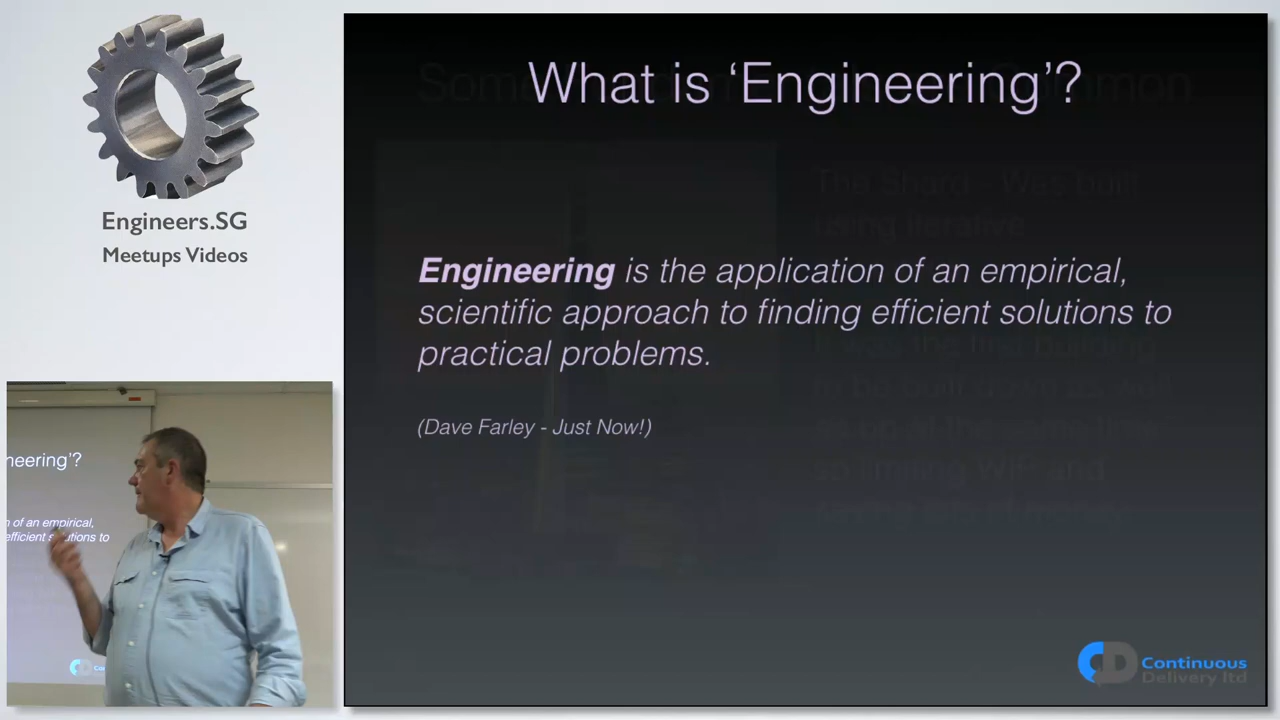 Engineers.SG
Meetups Videos
What is ‘Engineering’?
Engineering is the application of an empirical,
scientific approach to finding efficient solutions to
practical problems.
(Dave Farley - Just Now!)
Continuous
Delivery ltd
neering’?
n of an empirical,
efficient solutions to